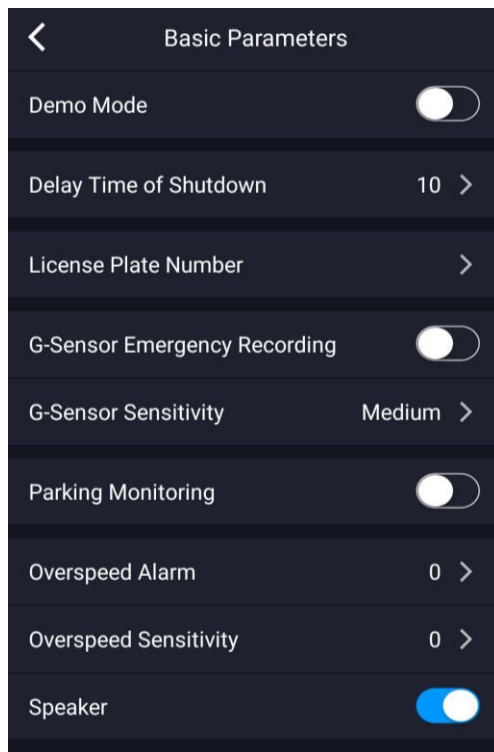 Basic Parameters
Demo Mode
Delay Time of Shutdown 10
License Plate Number
G-Sensor Emergency Recording
G-Sensor Sensitivity Medium
Parking Monitoring
Overspeed Alarm 0
Overspeed Sensitivity 0
Speaker